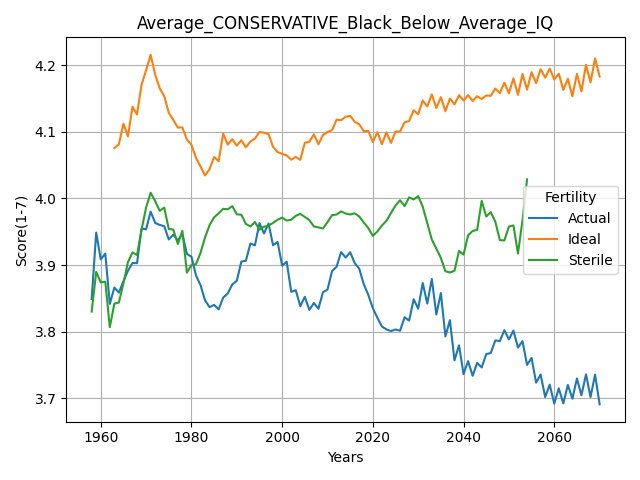 Average_CONSERVATIVE_Black_Below_Average_IQ
Score(1-7)
4.2
4.1
4.0
3.9
3.8
3.7
Fertility
Actual
Ideal
Sterile
1960 1980 2000 2020 2040 2060
Years